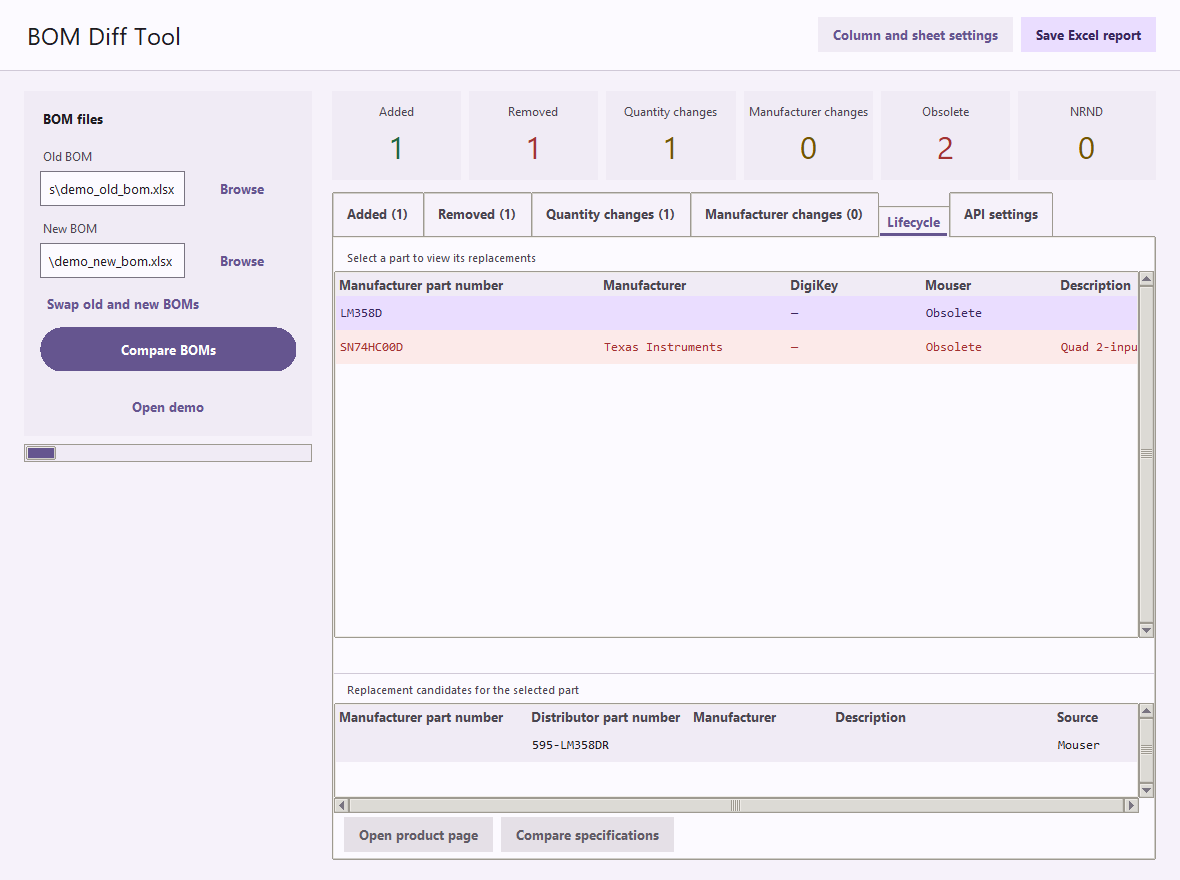 BOM Diff Tool
Column and sheet settings
Save Excel report
BOM files
Old BOM
s\demo_old_bom.xlsx
Browse
New BOM
\demo_new_bom.xlsx
Browse
Swap old and new BOMs
Compare BOMs
Open demo
Added
1
Removed
1
Quantity changes
1
Manufacturer changes
0
Obsolete
2
NRND
0
Added (1)
Removed (1)
Quantity changes (1)
Manufacturer changes (0)
Lifecycle
API settings
Select a part to view its replacements
Manufacturer part number Manufacturer DigiKey Mouser Description
LM358D – Obsolete
SN74HC00D Texas Instruments – Obsolete Quad 2-inpu
Replacement candidates for the selected part
Manufacturer part number Distributor part number Manufacturer Description Source
595-LM358DR Mouser
Open product page
Compare specifications